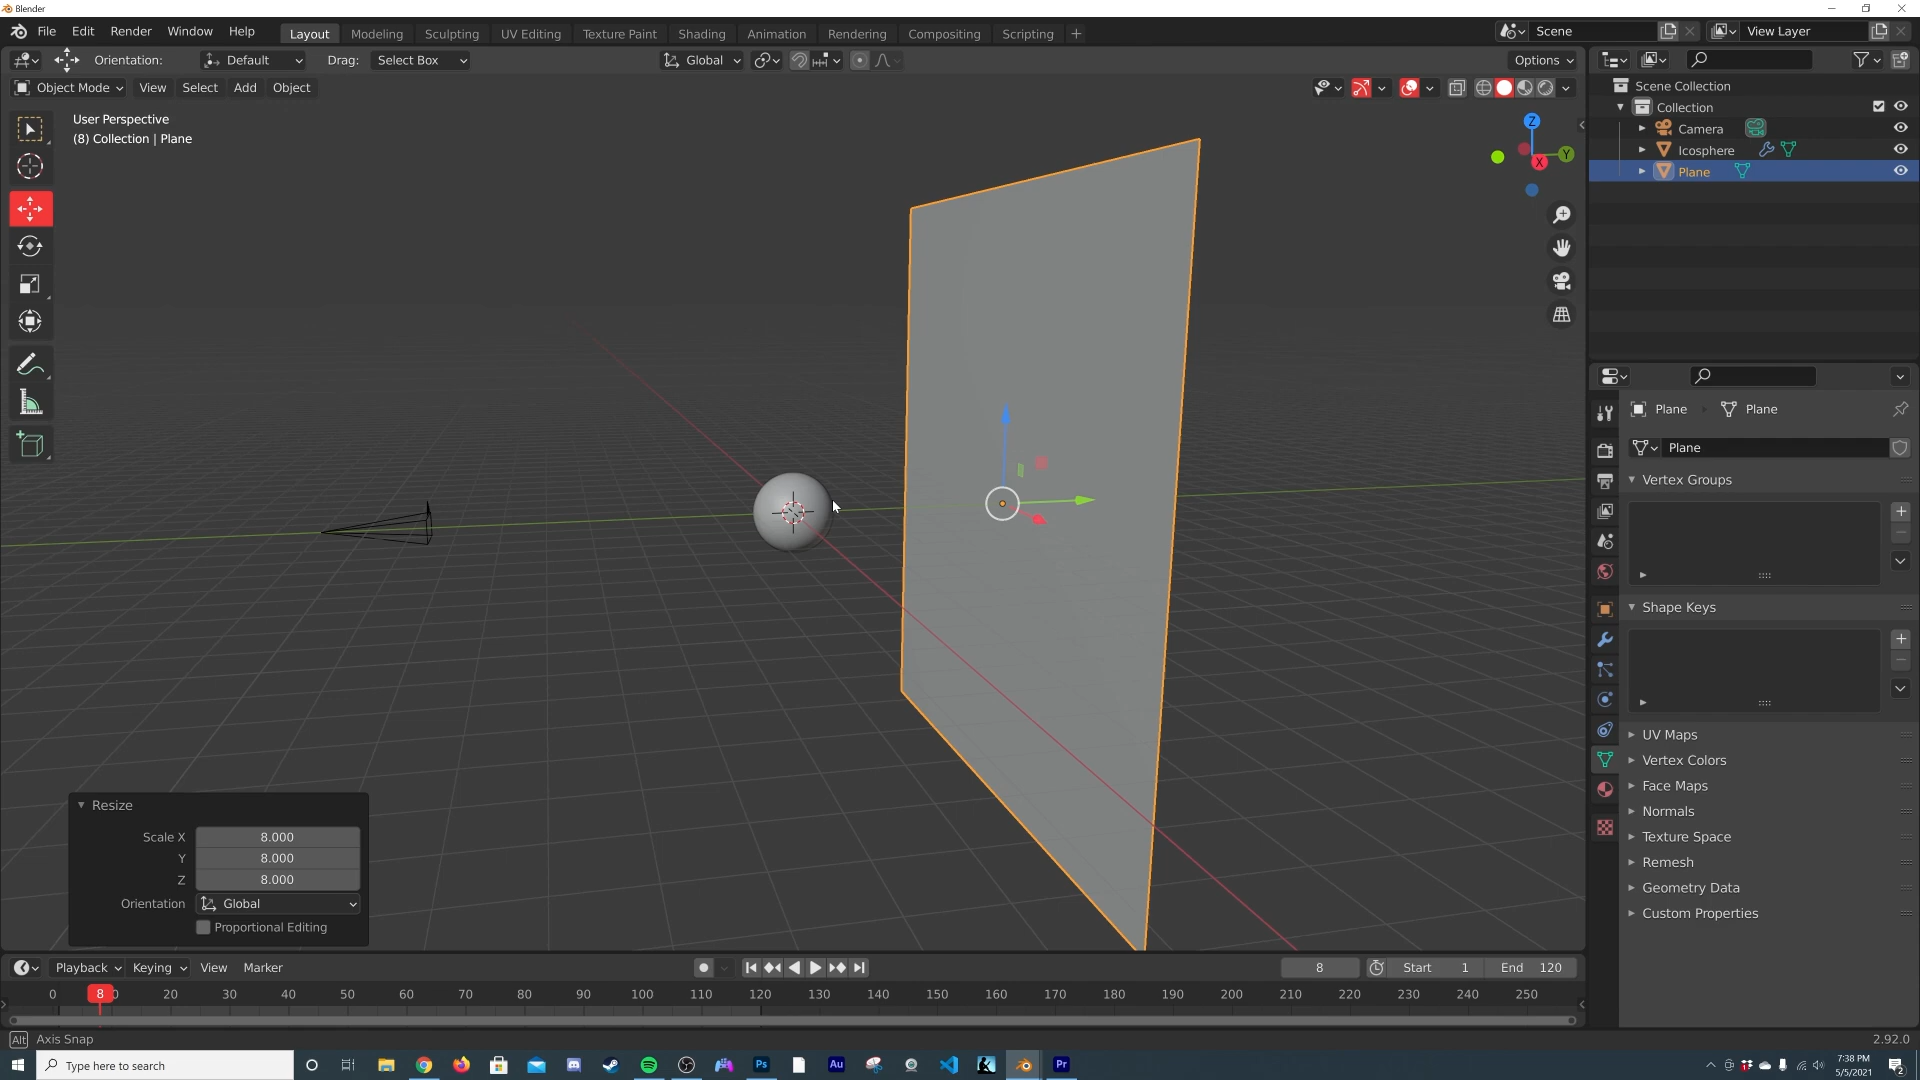 Blender
File Edit Render Window Help Layout Modeling Sculpting UV Editing Texture Paint Shading Animation Rendering Compositing Scripting + Scene View Layer
Orientation: Default Drag: Select Box Global Options
Object Mode View Select Add Object
User Perspective
(8) Collection | Plane
Z
Y
X
Scene Collection
Collection
Camera
Icosphere
Plane
Plane Plane
Plane
Vertex Groups
Shape Keys
UV Maps
Vertex Colors
Face Maps
Normals
Texture Space
Remesh
Geometry Data
Custom Properties
Resize
Scale X 8.000
Y 8.000
Z 8.000
Orientation Global
Proportional Editing
Playback Keying View Marker 8 Start 1 End 120
0 8 0 20 30 40 50 60 70 80 90 100 110 120 130 140 150 160 170 180 190 200 210 220 230 240 250
Alt Axis Snap 2.92.0
Type here to search Ps Au Pr 7:38 PM
5/5/2021
2